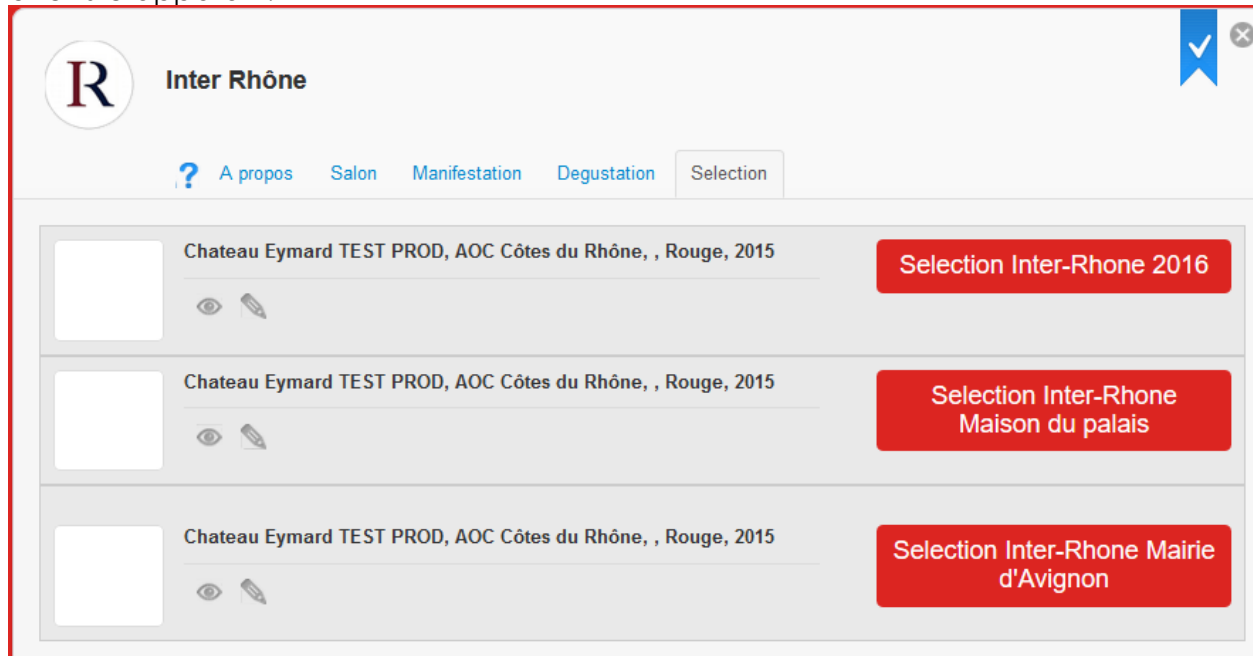 IR
Inter Rhône
? A propos Salon Manifestation Degustation Selection
Chateau Eymard TEST PROD, AOC Côtes du Rhône, , Rouge, 2015
Selection Inter-Rhone 2016
Chateau Eymard TEST PROD, AOC Côtes du Rhône, , Rouge, 2015
Selection Inter-Rhone
Maison du palais
Chateau Eymard TEST PROD, AOC Côtes du Rhône, , Rouge, 2015
Selection Inter-Rhone Mairie
d'Avignon